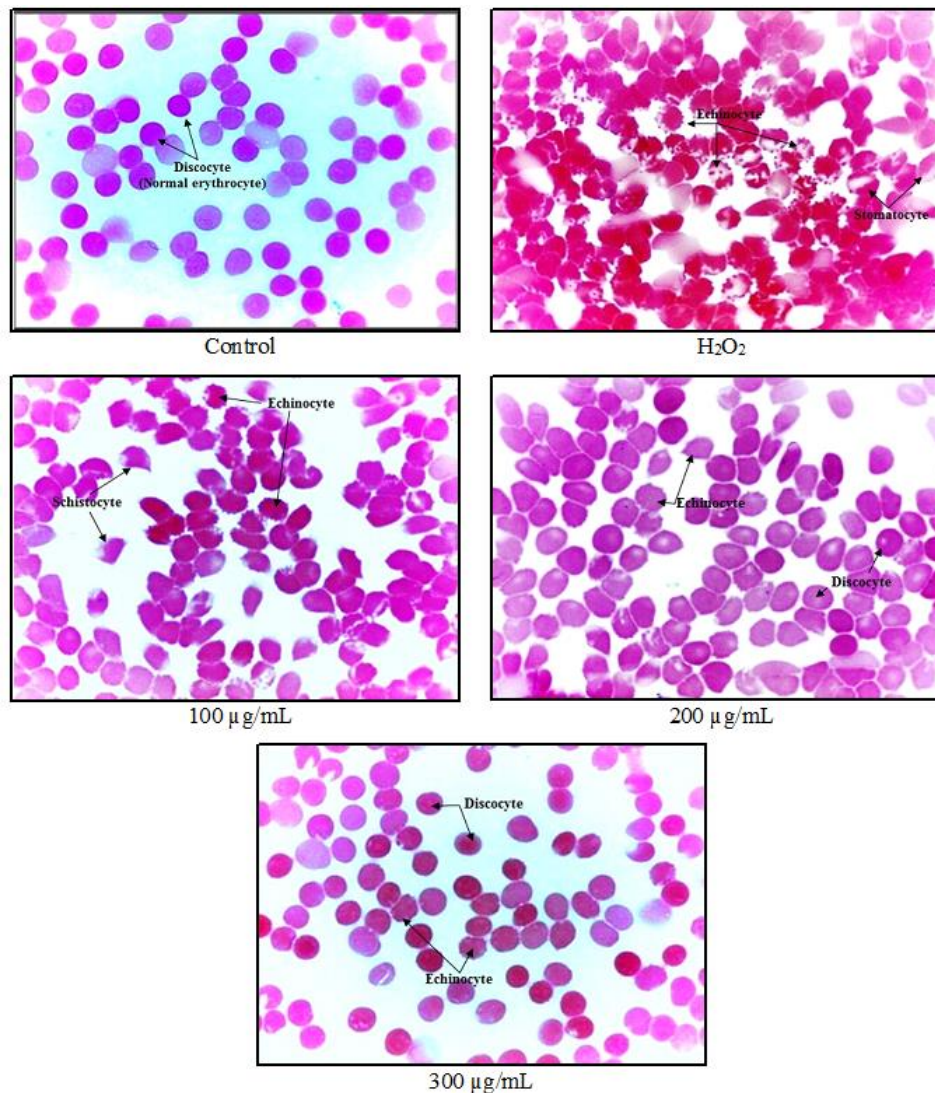 Discocyte
(Normal erythrocyte)
Control
Echinocyte
Stomatocyte
H₂O₂
Echinocyte
Schistocyte
100 µg/mL
Echinocyte
Discocyte
200 µg/mL
Discocyte
Echinocyte
300 µg/mL